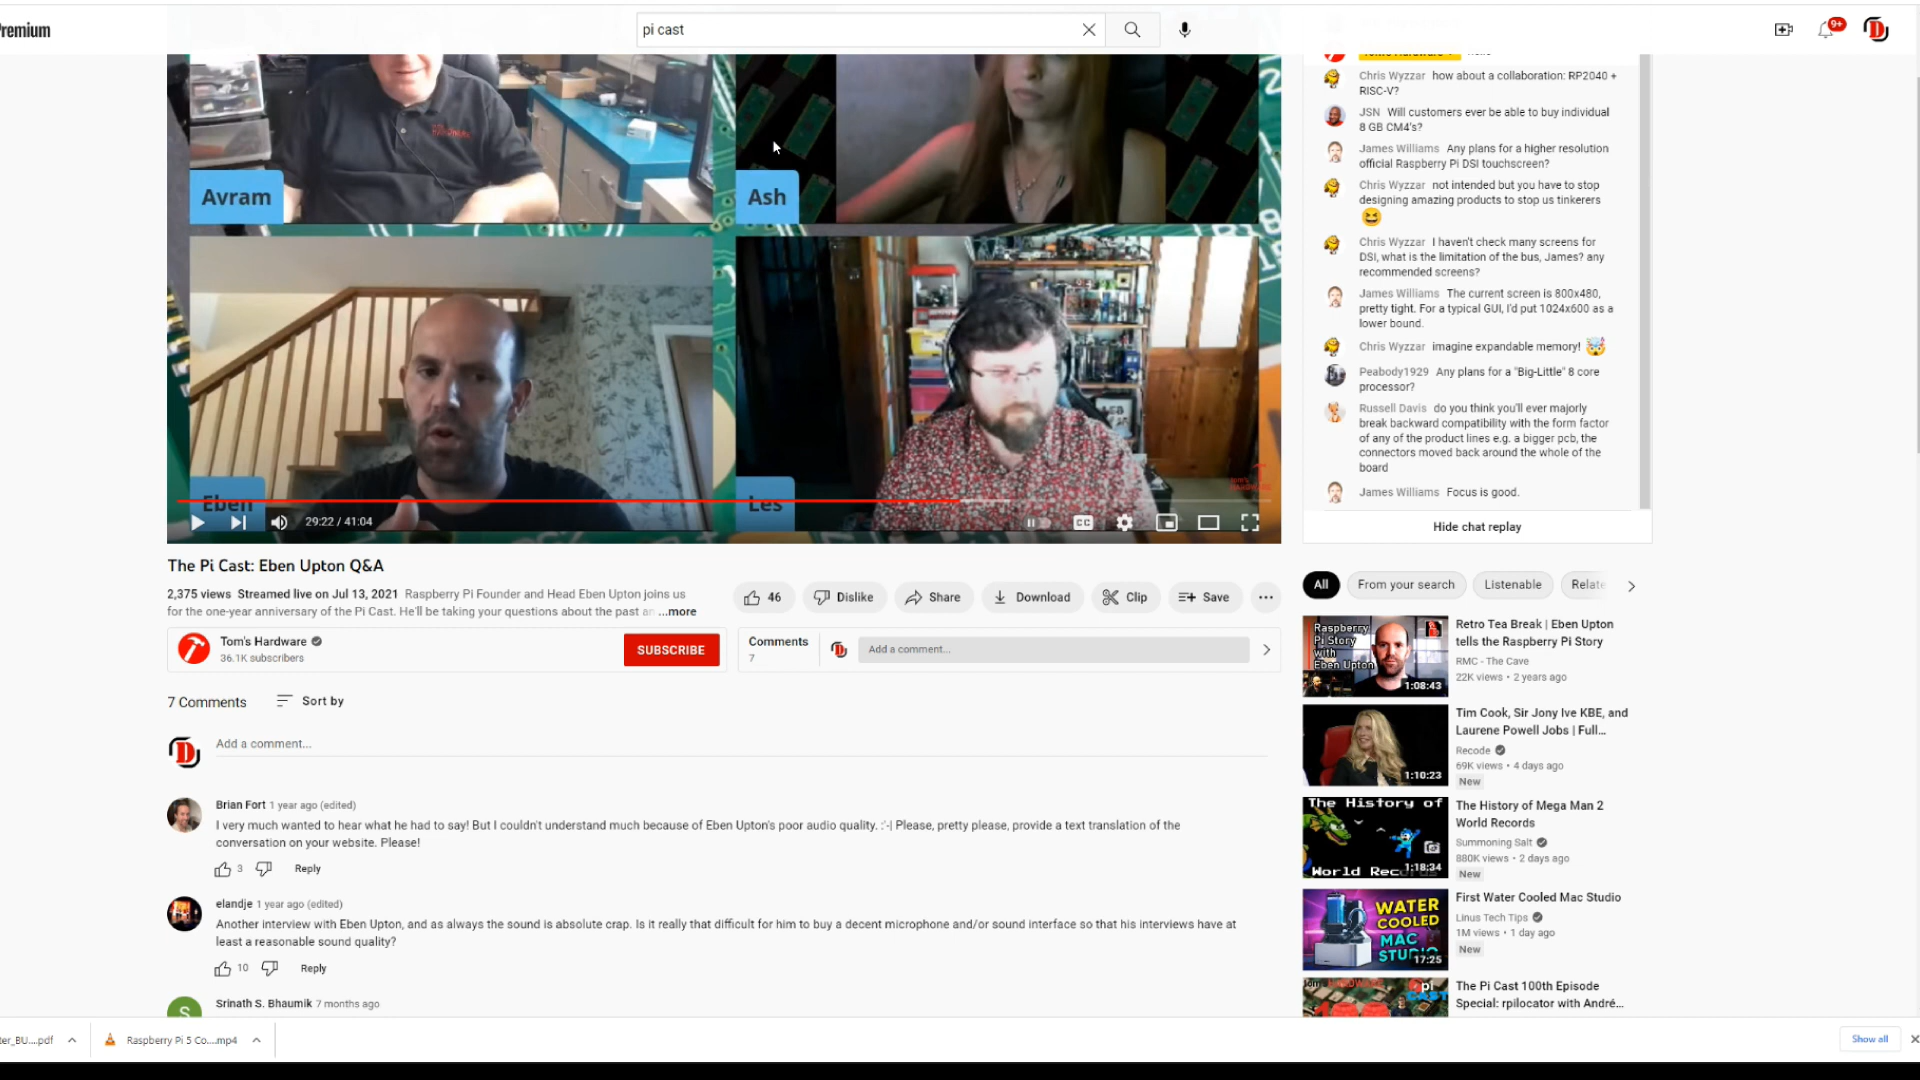 Premium
pi cast
9+
Chris Wyzzar how about a collaboration: RP2040 +
RISC-V?
JSN Will customers ever be able to buy individual
8 GB CM4's?
James Williams Any plans for a higher resolution
official Raspberry Pi DSI touchscreen?
Chris Wyzzar not intended but you have to stop
designing amazing products to stop us tinkerers
Chris Wyzzar I haven't check many screens for
DSI, what is the limitation of the bus, James? any
recommended screens?
James Williams The current screen is 800x480,
pretty tight. For a typical GUI, I'd put 1024x600 as a
lower bound.
Chris Wyzzar imagine expandable memory!
Peabody1929 Any plans for a "Big-Little" 8 core
processor?
Russell Davis do you think you'll ever majorly
break backward compatibility with the form factor
of any of the product lines e.g. a bigger pcb, the
connectors moved back around the whole of the
board
James Williams Focus is good.
Hide chat replay
Avram
Ash
Eben
Les
29:22 / 41:04
CC
The Pi Cast: Eben Upton Q&A
2,375 views Streamed live on Jul 13, 2021 Raspberry Pi Founder and Head Eben Upton joins us
for the one-year anniversary of the Pi Cast. He'll be taking your questions about the past an ...more
46
Dislike
Share
Download
Clip
Save
Tom's Hardware
36.1K subscribers
SUBSCRIBE
Comments
7
Add a comment...
7 Comments
Sort by
Add a comment...
Brian Fort 1 year ago (edited)
I very much wanted to hear what he had to say! But I couldn't understand much because of Eben Upton's poor audio quality. :'-| Please, pretty please, provide a text translation of the
conversation on your website. Please!
3
Reply
elandje 1 year ago (edited)
Another interview with Eben Upton, and as always the sound is absolute crap. Is it really that difficult for him to buy a decent microphone and/or sound interface so that his interviews have at
least a reasonable sound quality?
10
Reply
S
Srinath S. Bhaumik 7 months ago
All
From your search
Listenable
Relate
Raspberry
Pi Story
with
Eben Upton
1:08:43
Retro Tea Break | Eben Upton
tells the Raspberry Pi Story
RMC - The Cave
22K views • 2 years ago
1:10:23
Tim Cook, Sir Jony Ive KBE, and
Laurene Powell Jobs | Full...
Recode
69K views • 4 days ago
New
The History of
World Rec
1:18:34
The History of Mega Man 2
World Records
Summoning Salt
880K views • 2 days ago
New
WATER
COOLED
MAC
STUDIO
17:25
First Water Cooled Mac Studio
Linus Tech Tips
1M views • 1 day ago
New
The Pi Cast 100th Episode
Special: rpilocator with André...
ter_BU....pdf
Raspberry Pi 5 Co....mp4
Show all